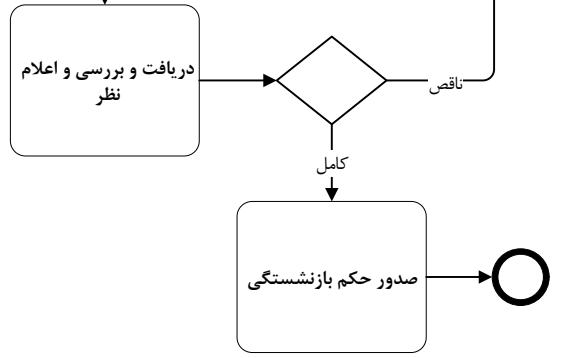 دریافت و بررسی و اعلام
نظر
ناقص
کامل
صدور حکم بازنشستگی